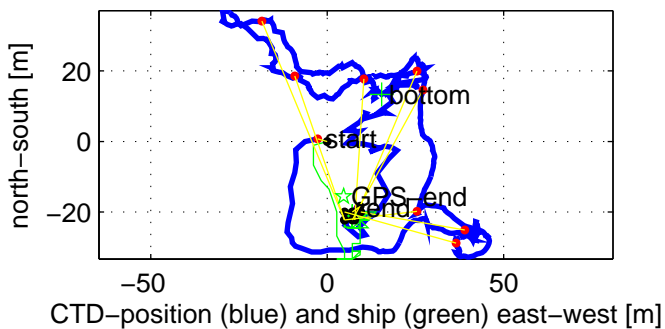 20
0
−20
north−south [m]
bottom
start
GPS−end
end
−50
0
50
CTD−position (blue) and ship (green) east−west [m]